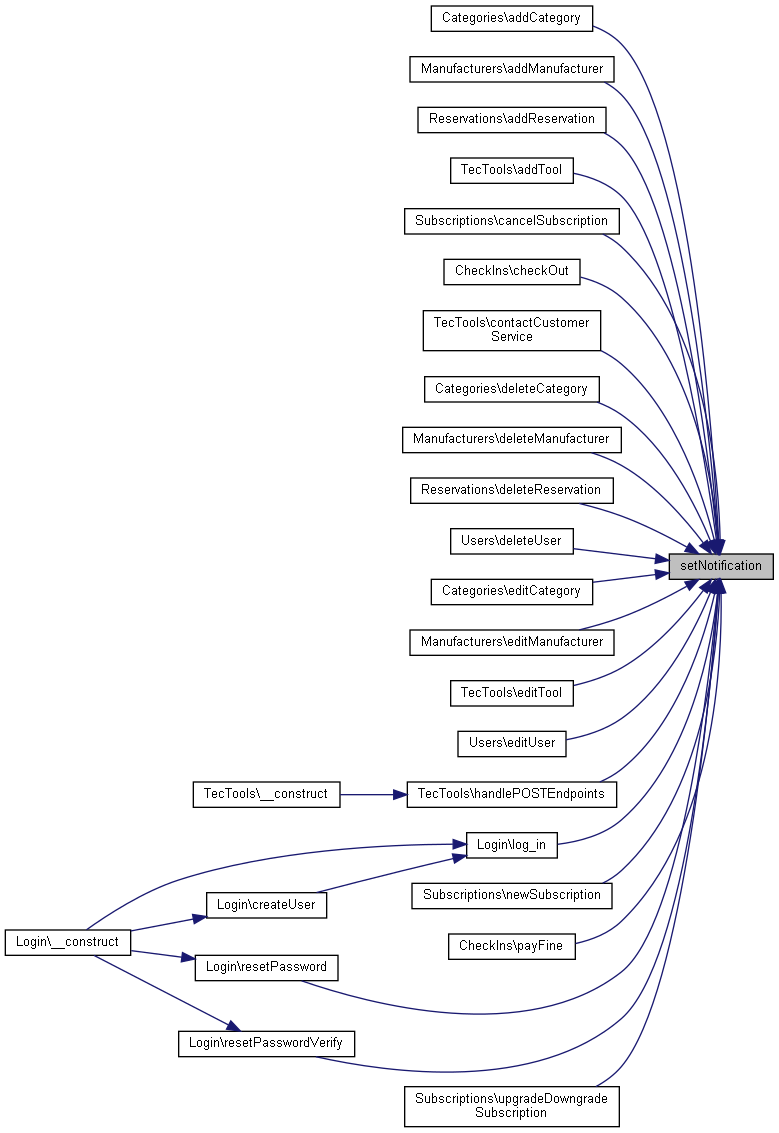 Categories\addCategory
Manufacturers\addManufacturer
Reservations\addReservation
TecTools\addTool
Subscriptions\cancelSubscription
CheckIns\checkOut
TecTools\contactCustomer
Service
Categories\deleteCategory
Manufacturers\deleteManufacturer
Reservations\deleteReservation
Users\deleteUser
setNotification
Categories\editCategory
Manufacturers\editManufacturer
TecTools\editTool
Users\editUser
TecTools\__construct
TecTools\handlePOSTEndpoints
Login\log_in
Subscriptions\newSubscription
Login\createUser
Login\__construct
CheckIns\payFine
Login\resetPassword
Login\resetPasswordVerify
Subscriptions\upgradeDowngrade
Subscription